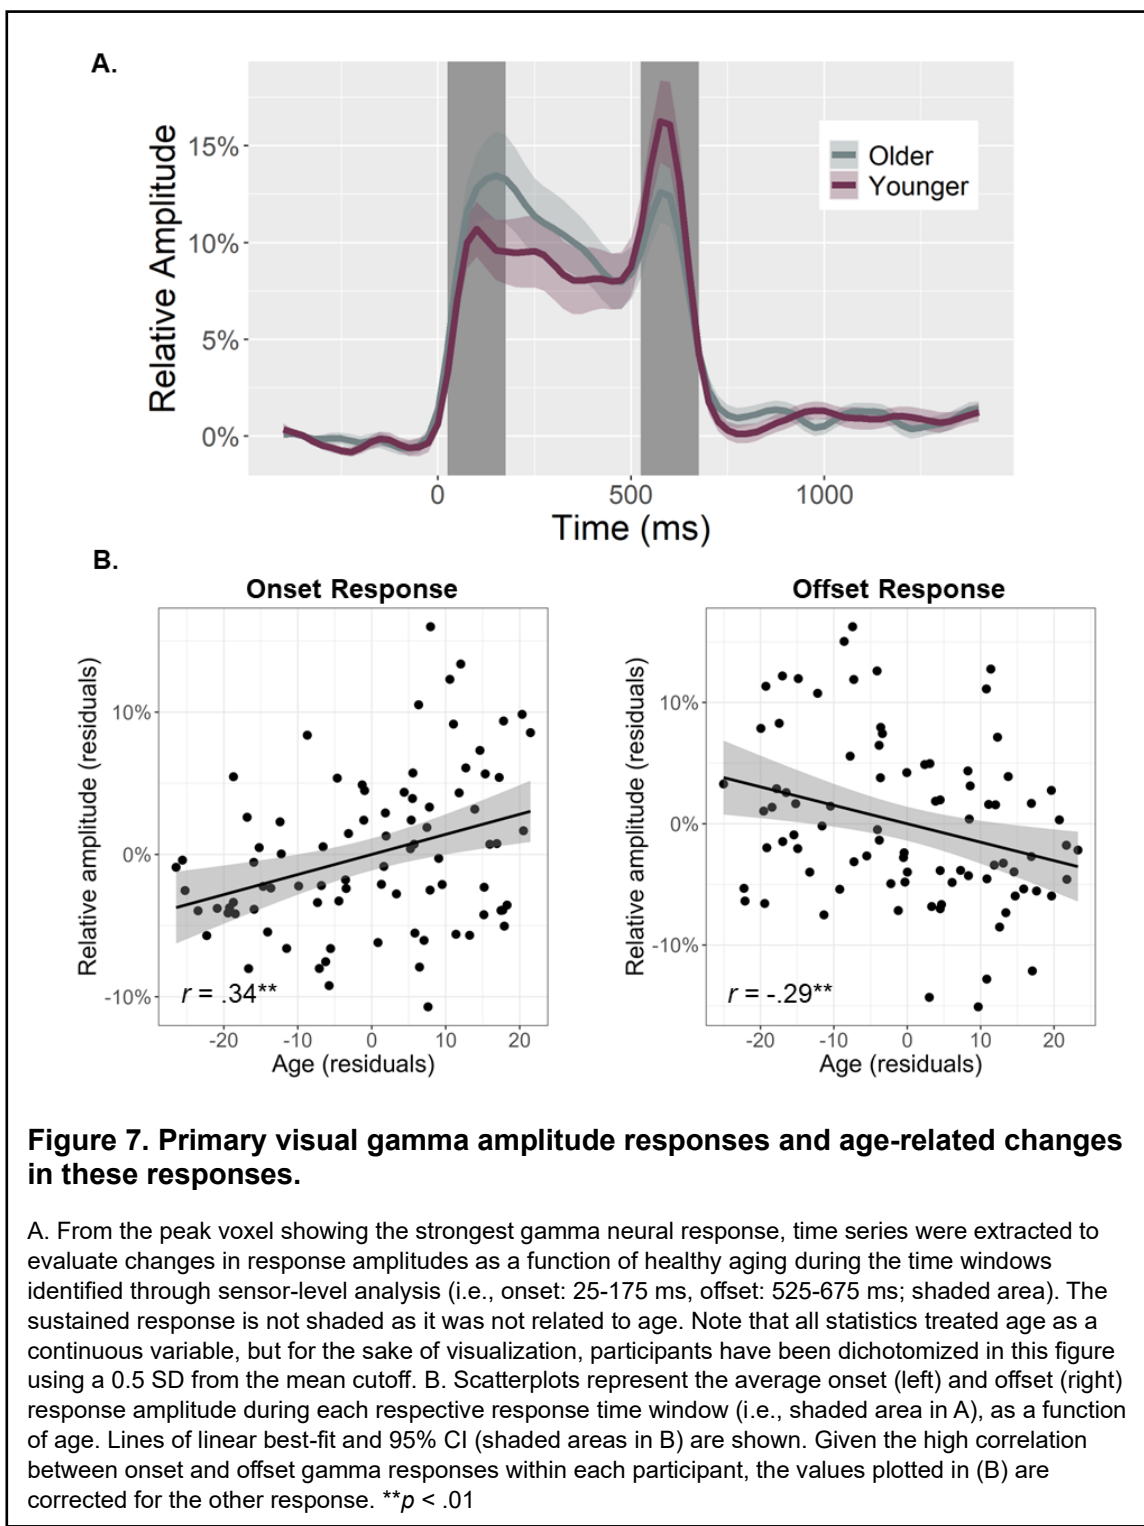 A.
Relative Amplitude
15%
10%
5%
0%
Older
Younger
0 500 1000
Time (ms)
B.
Onset Response
Relative amplitude (residuals)
10%
0%
-10%
r = .34**
-20 -10 0 10 20
Age (residuals)
Offset Response
Relative amplitude (residuals)
10%
0%
-10%
r = -.29**
-20 -10 0 10 20
Age (residuals)
Figure 7. Primary visual gamma amplitude responses and age-related changes
in these responses.
A. From the peak voxel showing the strongest gamma neural response, time series were extracted to
evaluate changes in response amplitudes as a function of healthy aging during the time windows
identified through sensor-level analysis (i.e., onset: 25-175 ms, offset: 525-675 ms; shaded area). The
sustained response is not shaded as it was not related to age. Note that all statistics treated age as a
continuous variable, but for the sake of visualization, participants have been dichotomized in this figure
using a 0.5 SD from the mean cutoff. B. Scatterplots represent the average onset (left) and offset (right)
response amplitude during each respective response time window (i.e., shaded area in A), as a function
of age. Lines of linear best-fit and 95% CI (shaded areas in B) are shown. Given the high correlation
between onset and offset gamma responses within each participant, the values plotted in (B) are
corrected for the other response. **p < .01